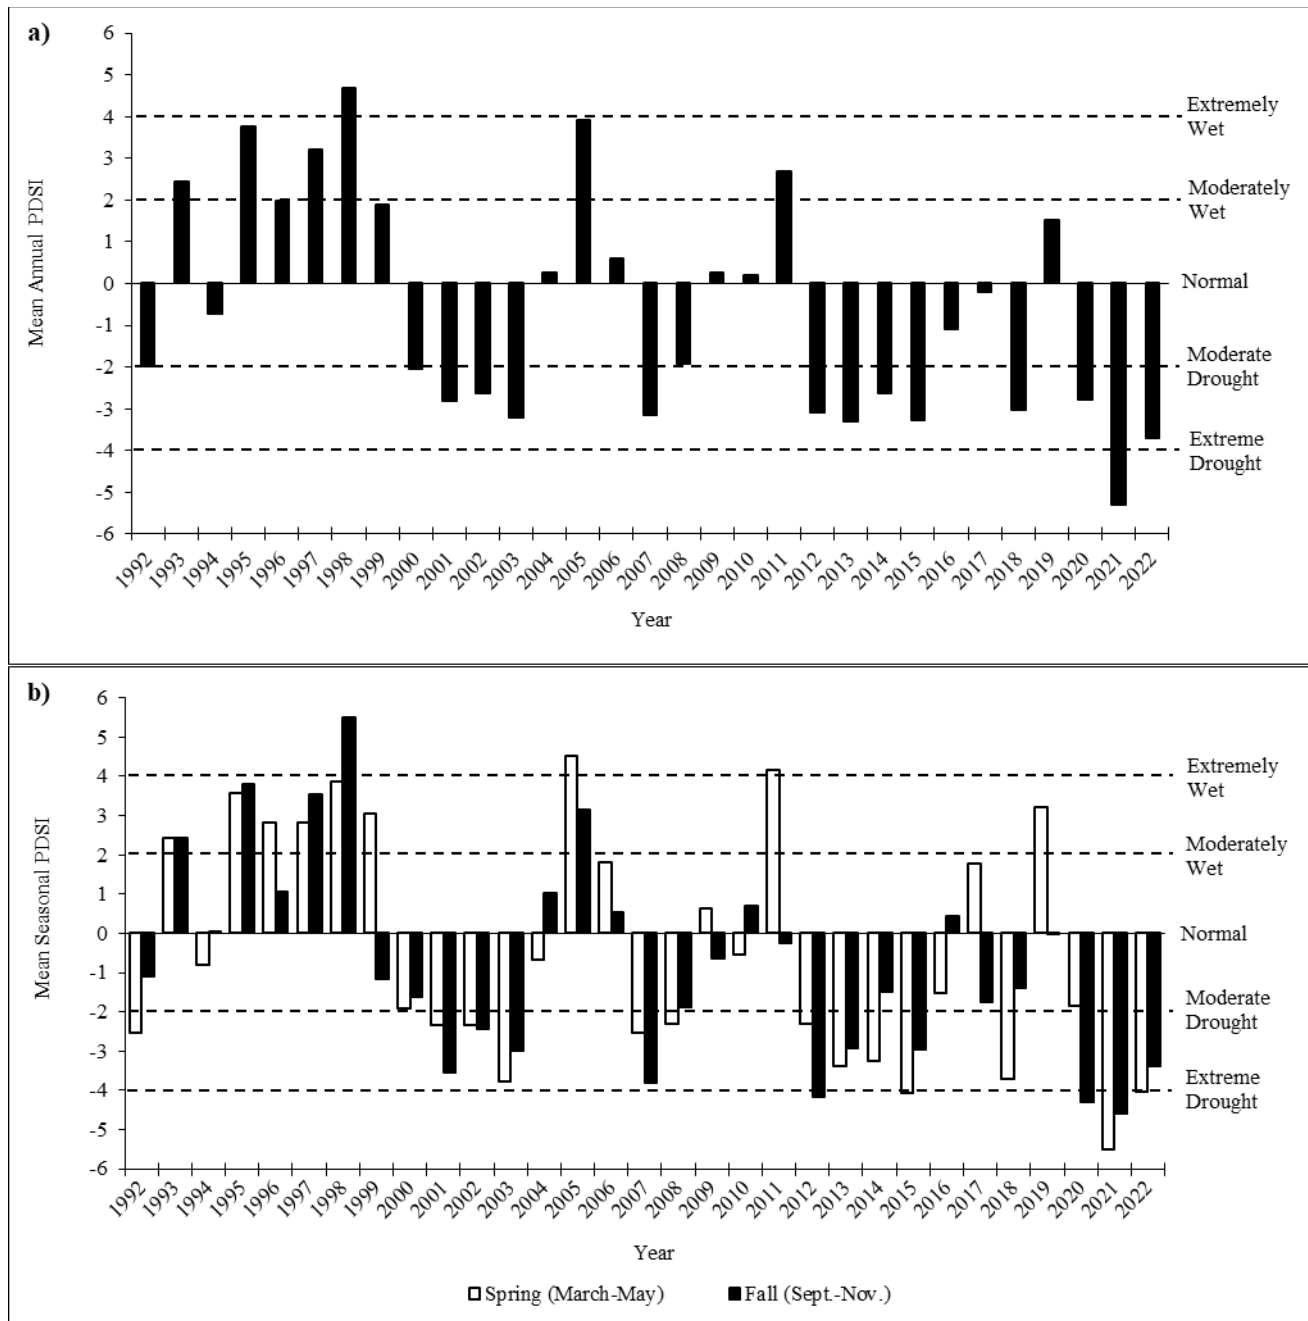 a)
6
5
4
3
2
1
0
-1
-2
-3
-4
-5
-6
Mean Annual PDSI
Extremely
Wet
Moderately
Wet
Normal
Moderate
Drought
Extreme
Drought
1992 1993 1994 1995 1996 1997 1998 1999 2000 2001 2002 2003 2004 2005 2006 2007 2008 2009 2010 2011 2012 2013 2014 2015 2016 2017 2018 2019 2020 2021 2022
Year
b)
6
5
4
3
2
1
0
-1
-2
-3
-4
-5
-6
Mean Seasonal PDSI
Extremely
Wet
Moderately
Wet
Normal
Moderate
Drought
Extreme
Drought
1992 1993 1994 1995 1996 1997 1998 1999 2000 2001 2002 2003 2004 2005 2006 2007 2008 2009 2010 2011 2012 2013 2014 2015 2016 2017 2018 2019 2020 2021 2022
Year
Spring (March-May) Fall (Sept.-Nov.)